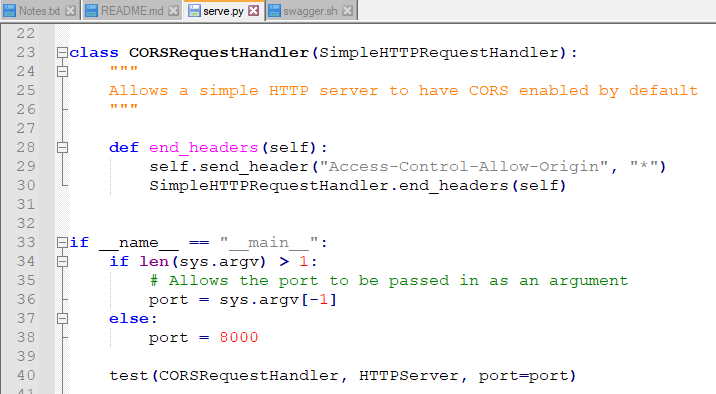 Notes.txt README.md serve.py swagger.sh
22
23 class CORSRequestHandler(SimpleHTTPRequestHandler):
24     """
25     Allows a simple HTTP server to have CORS enabled by default
26     """
27
28     def end_headers(self):
29         self.send_header("Access-Control-Allow-Origin", "*")
30         SimpleHTTPRequestHandler.end_headers(self)
31
32
33 if __name__ == "__main__":
34     if len(sys.argv) > 1:
35         # Allows the port to be passed in as an argument
36         port = sys.argv[-1]
37     else:
38         port = 8000
39
40     test(CORSRequestHandler, HTTPServer, port=port)
41